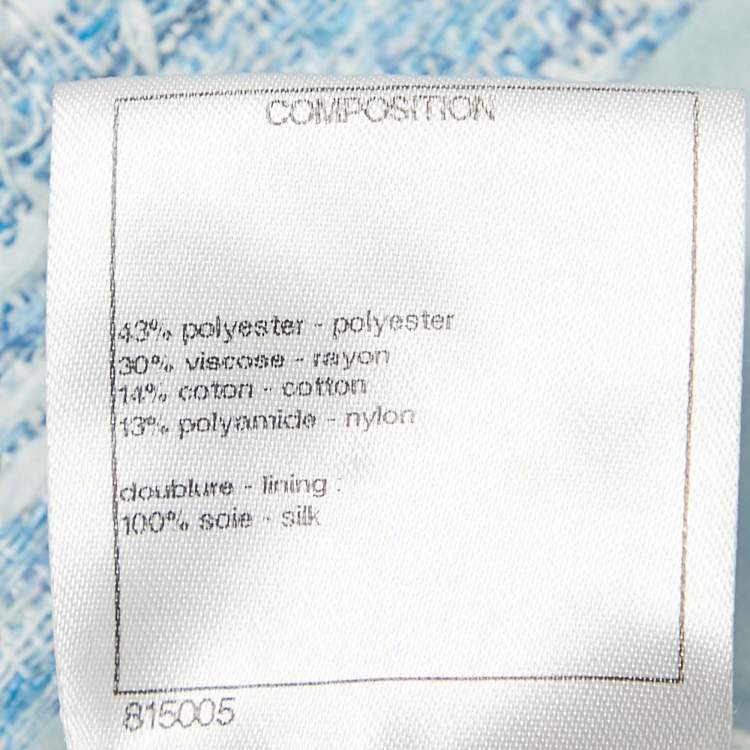 COMPOSITION
43% polyester - polyester
30% viscose - rayon
14% coton - cotton
13% polyamide - nylon
doublure - lining :
100% soie - silk
815005